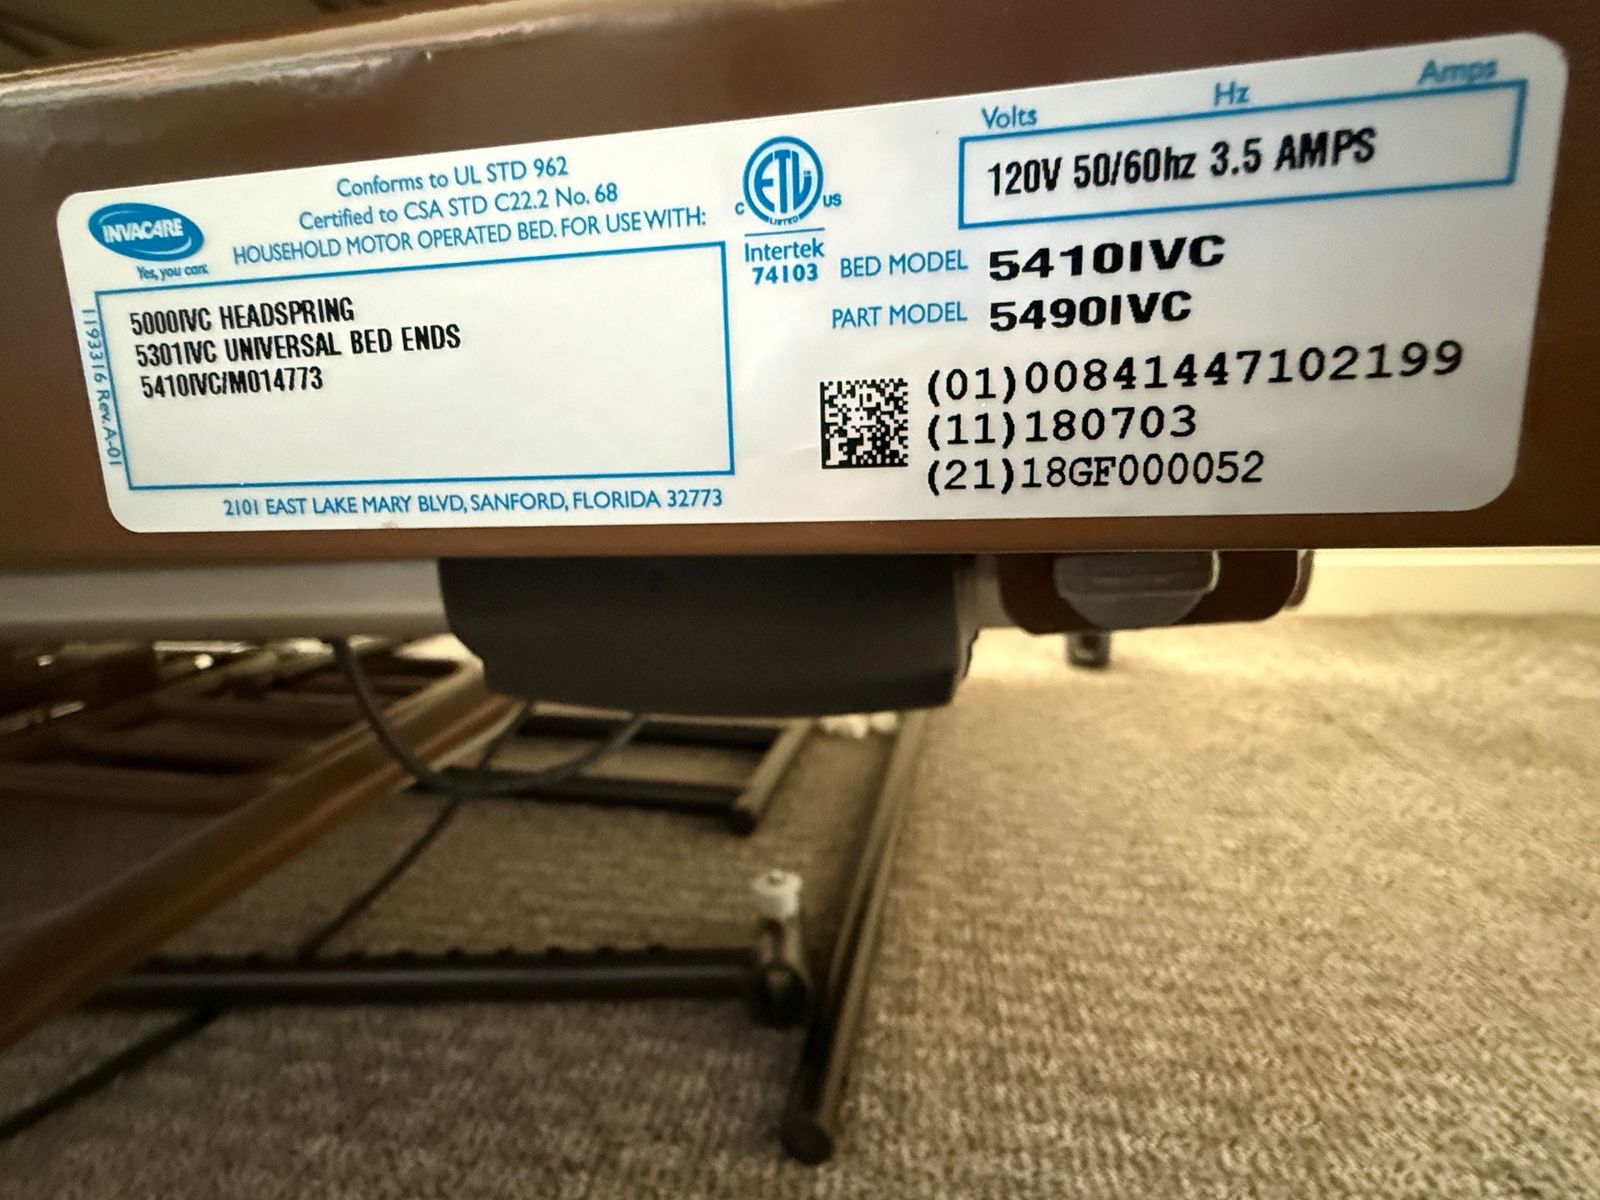 INVACARE
Yes, you can.
Conforms to UL STD 962
Certified to CSA STD C22.2 No. 68
HOUSEHOLD MOTOR OPERATED BED. FOR USE WITH:
5000IVC HEADSPRING
5301IVC UNIVERSAL BED ENDS
5410IVC/M014773
1193316 Rev. A-01
2101 EAST LAKE MARY BLVD, SANFORD, FLORIDA 32773
ETL
C US
LISTED
Intertek
74103
Volts Hz Amps
120V 50/60hz 3.5 AMPS
BED MODEL 5410IVC
PART MODEL 5490IVC
(01)00841447102199
(11)180703
(21)18GF000052